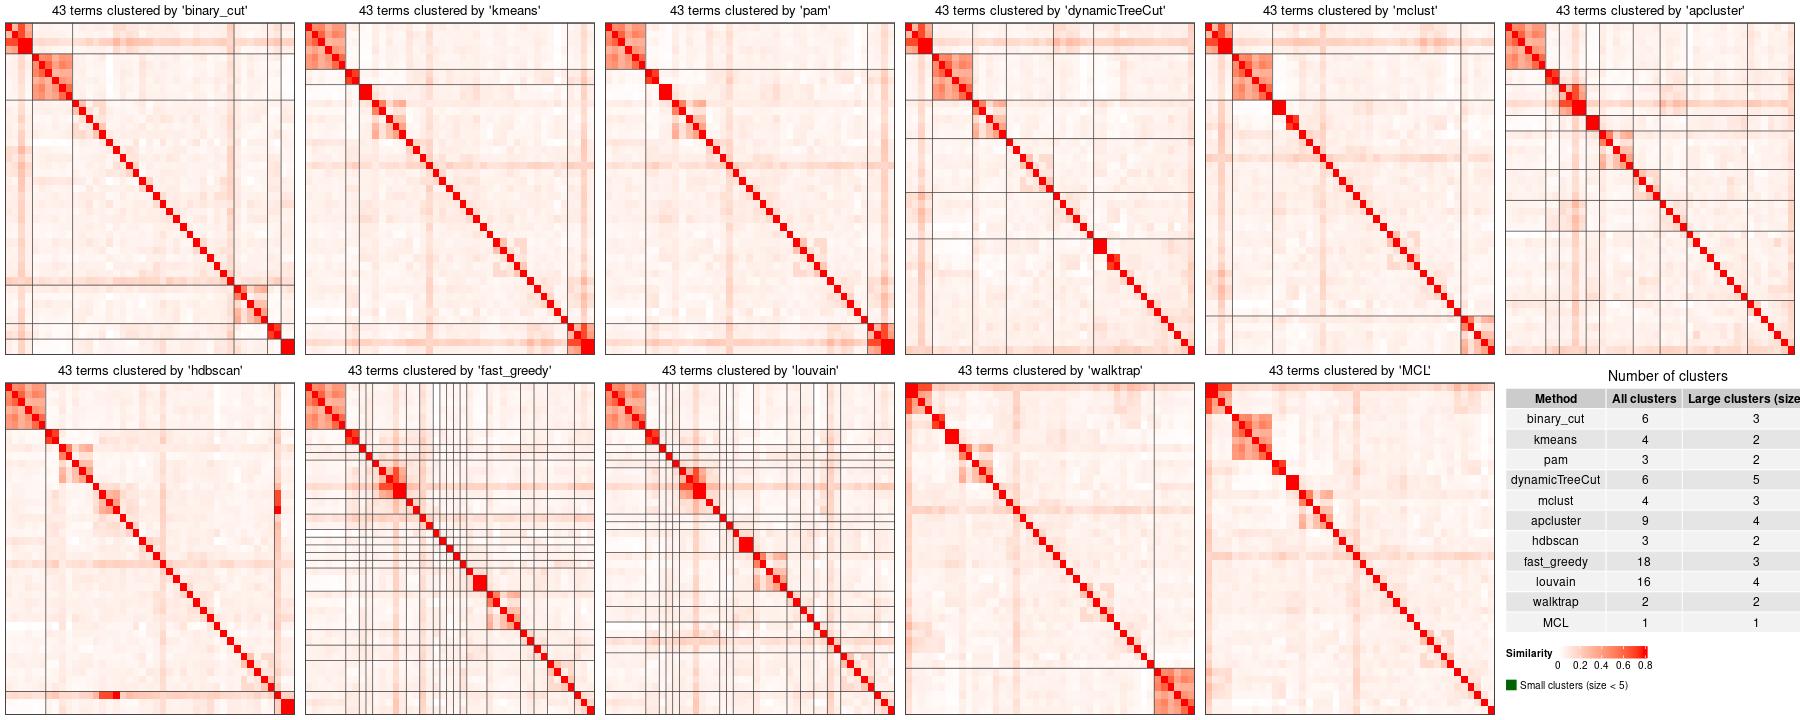 43 terms clustered by 'binary_cut'
43 terms clustered by 'kmeans'
43 terms clustered by 'pam'
43 terms clustered by 'dynamicTreeCut'
43 terms clustered by 'mclust'
43 terms clustered by 'apcluster'
43 terms clustered by 'hdbscan'
43 terms clustered by 'fast_greedy'
43 terms clustered by 'louvain'
43 terms clustered by 'walktrap'
43 terms clustered by 'MCL'
Number of clusters
Method All clusters Large clusters (size
binary_cut 6 3
kmeans 4 2
pam 3 2
dynamicTreeCut 6 5
mclust 4 3
apcluster 9 4
hdbscan 3 2
fast_greedy 18 3
louvain 16 4
walktrap 2 2
MCL 1 1
Similarity
0 0.2 0.4 0.6 0.8
Small clusters (size < 5)